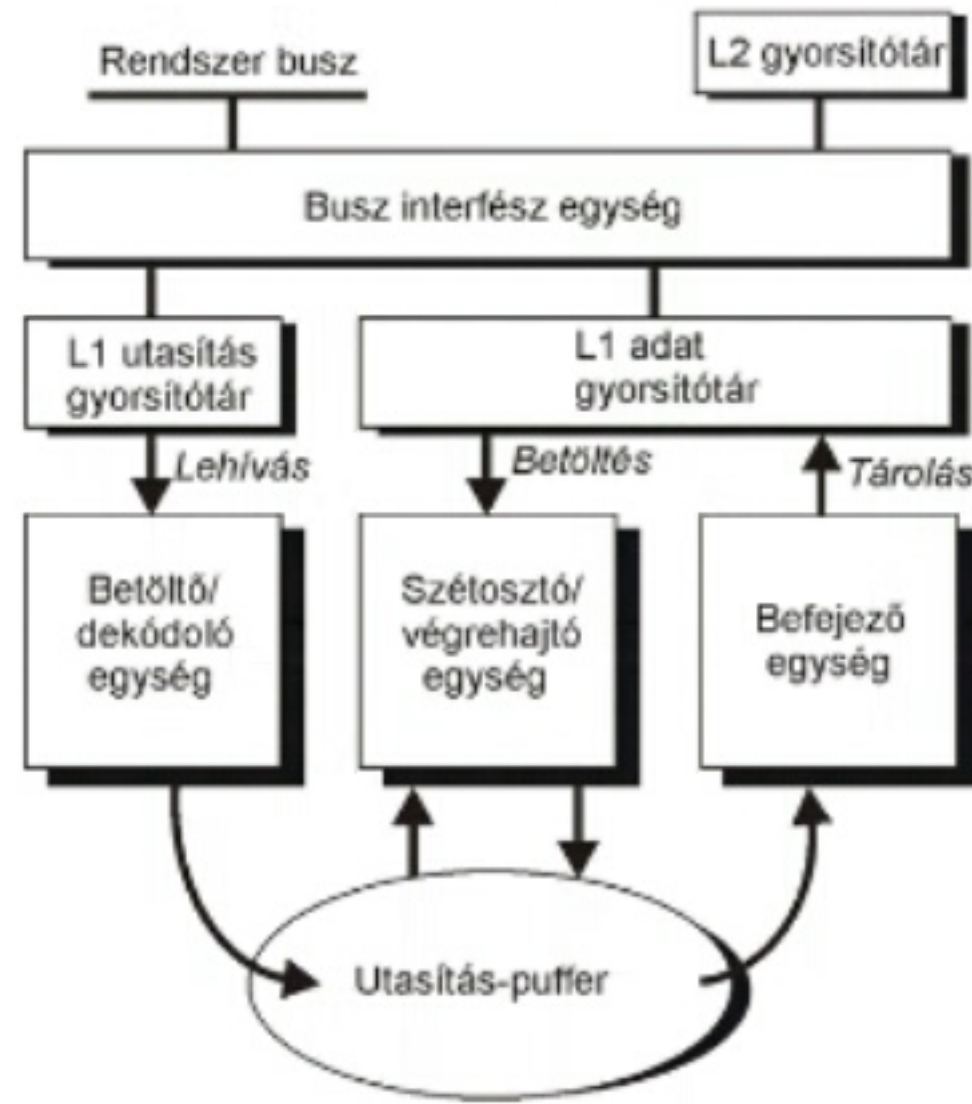 Rendszer busz
L2 gyorsítótár
Busz interfész egység
L1 utasítás
gyorsítótár
L1 adat
gyorsitótár
Lehívás
Betöltés
Tárolás
Betöltő/
dekódoló
egység
Szétosztó/
végrehajtó
egység
Befejező
egység
Utasítás-puffer